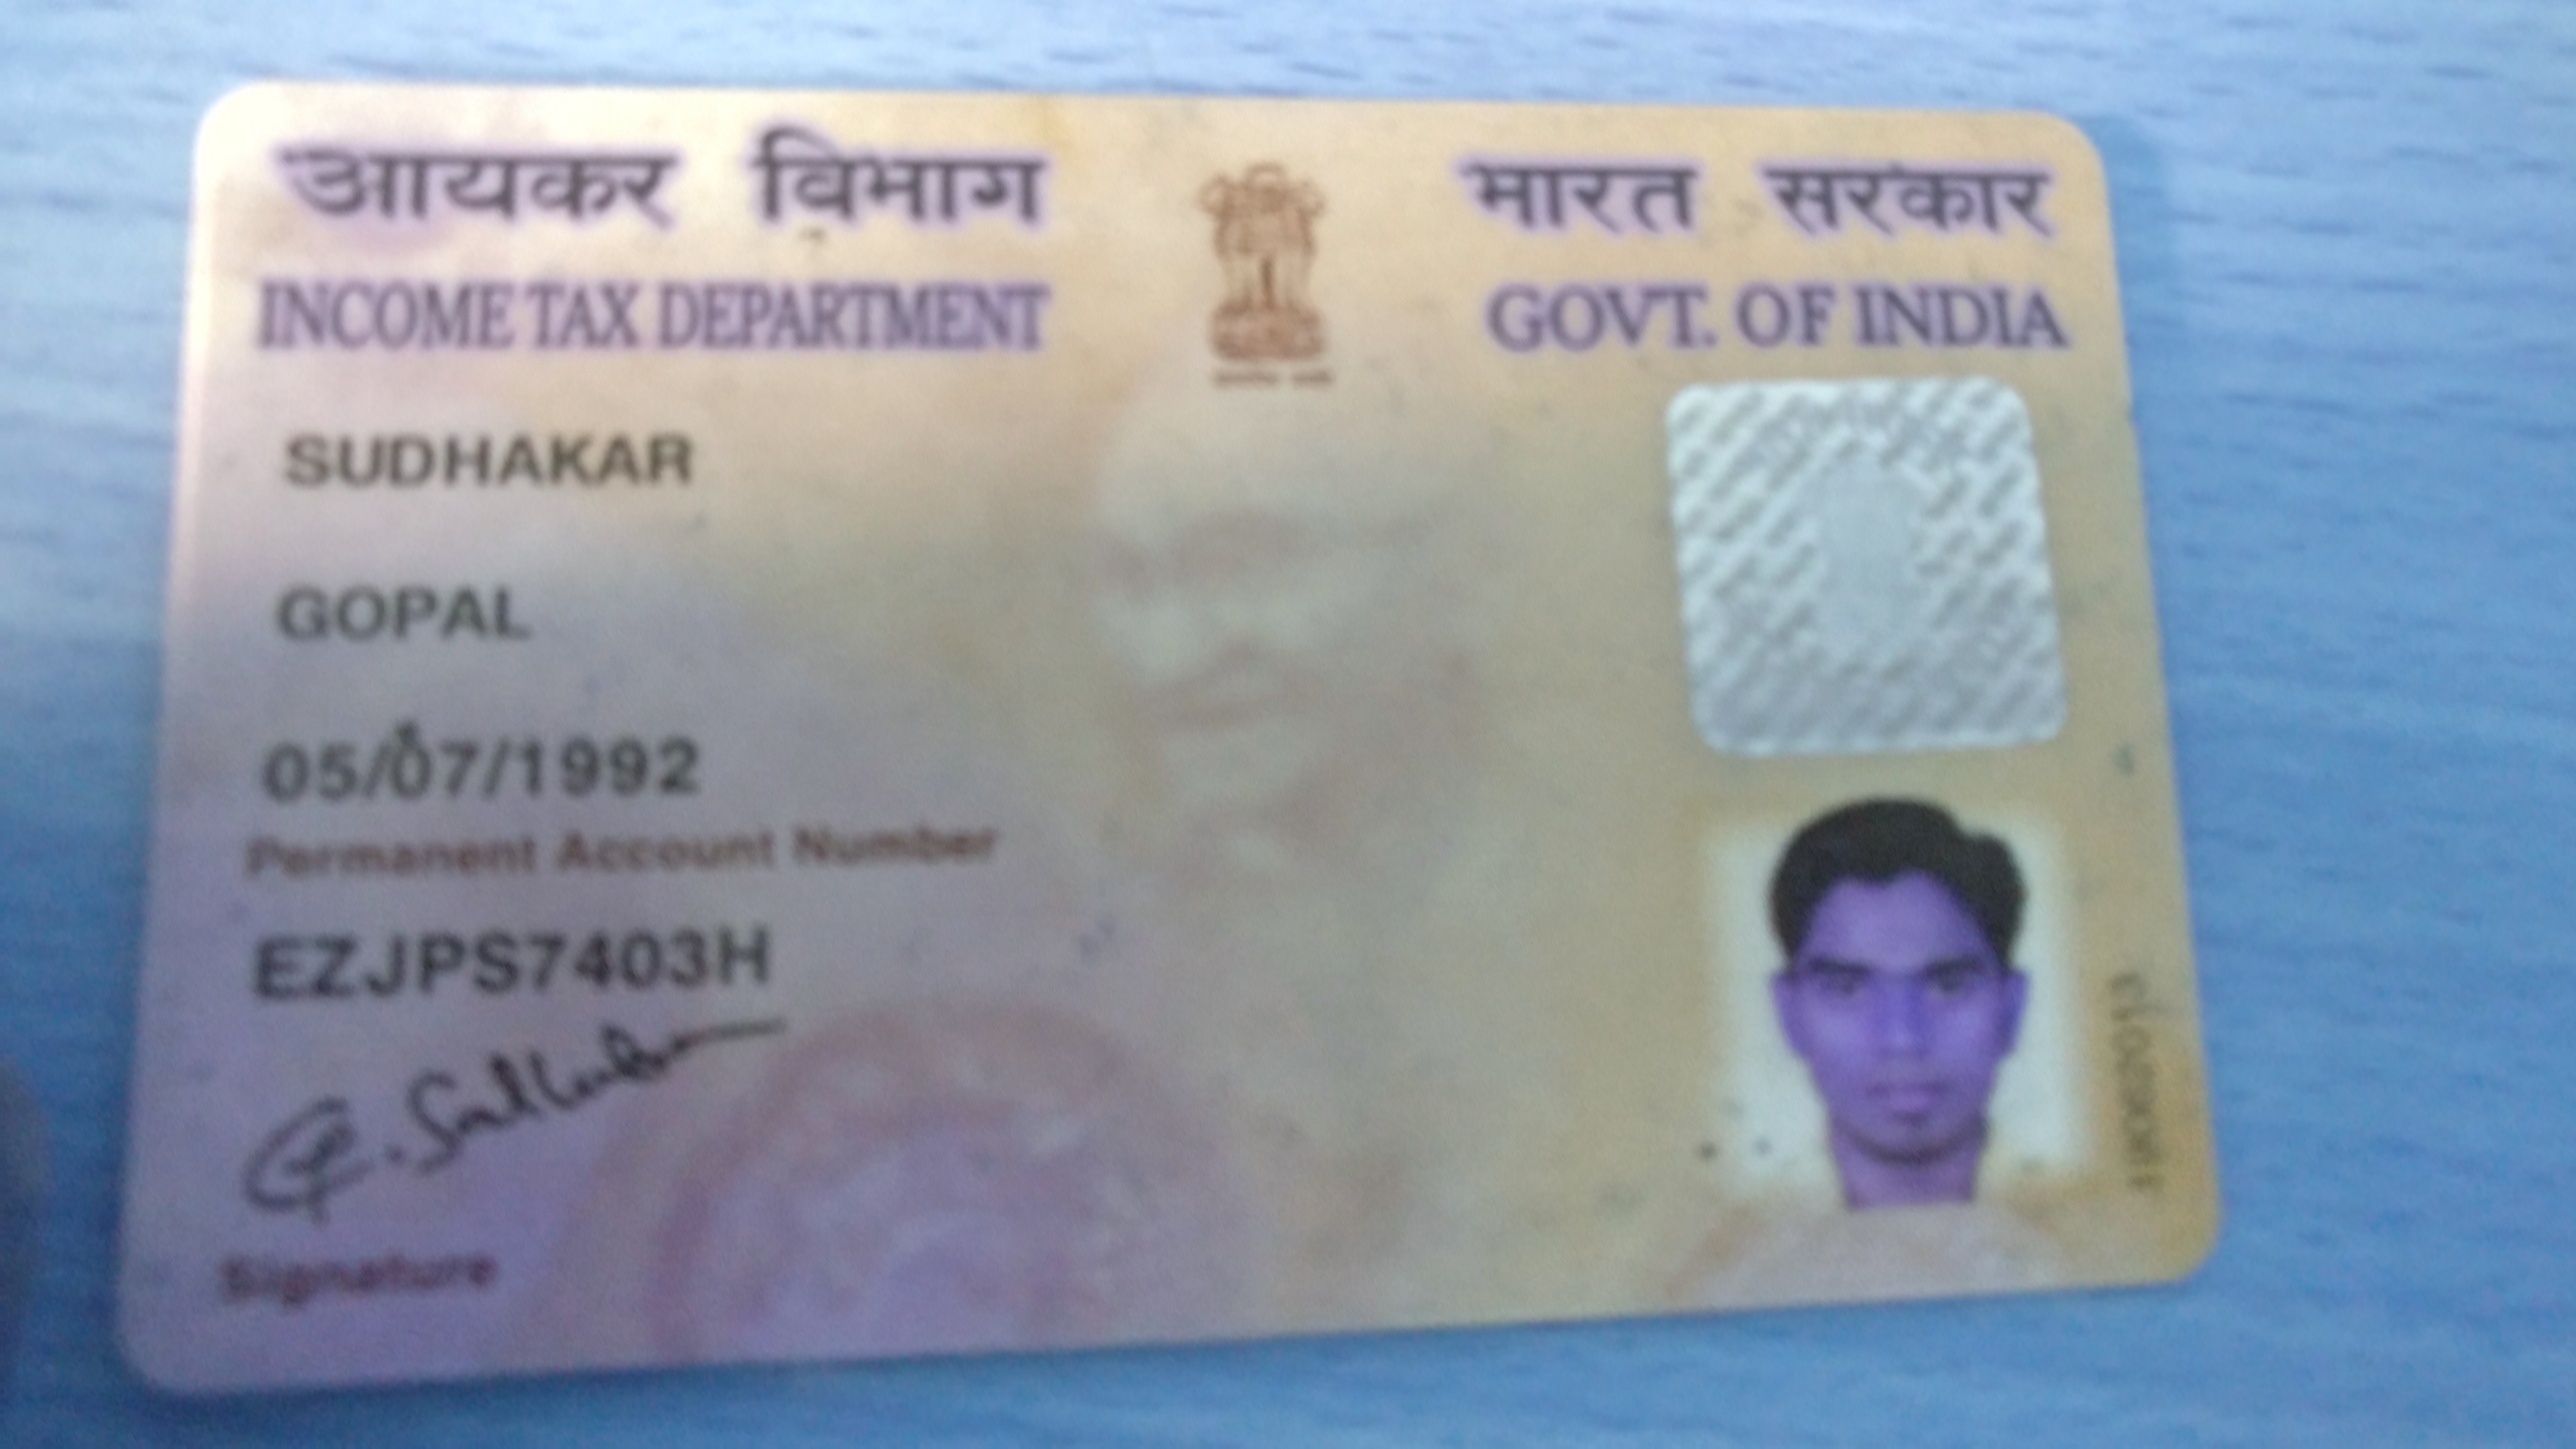 आयकर विभाग
INCOME TAX DEPARTMENT
भारत सरकार
GOVT. OF INDIA
SUDHAKAR
GOPAL
05/07/1992
Permanent Account Number
EZJPS7403H
G. Sudhakar
Signature